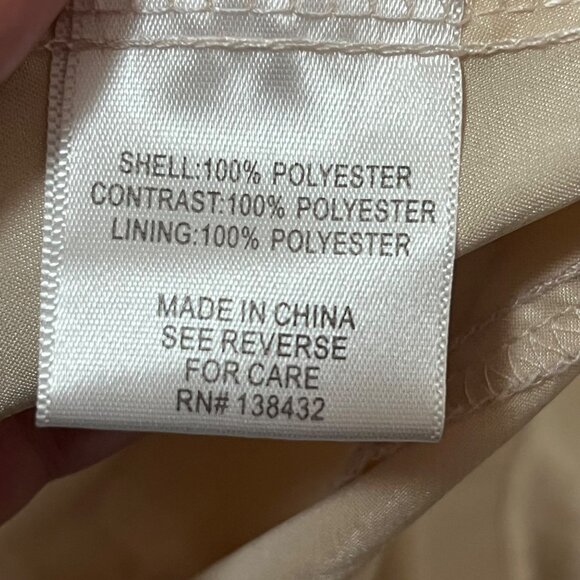 SHELL:100% POLYESTER
CONTRAST:100% POLYESTER
LINING:100% POLYESTER
MADE IN CHINA
SEE REVERSE
FOR CARE
RN# 138432